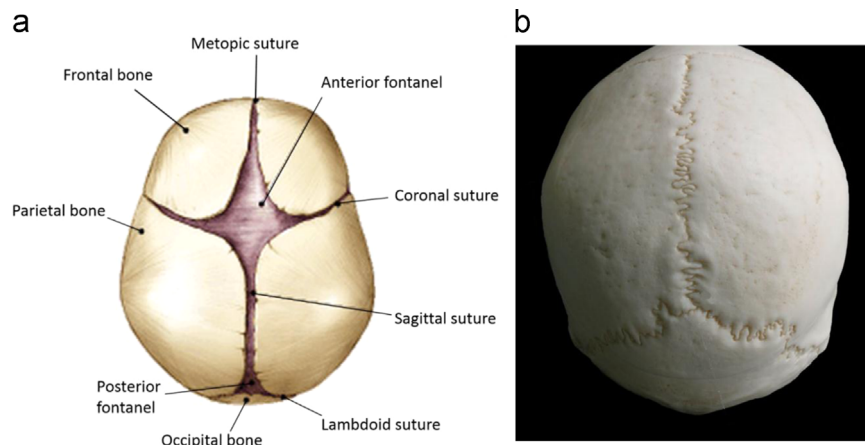 a
b
Metopic suture
Frontal bone
Anterior fontanel
Parietal bone
Coronal suture
Sagittal suture
Posterior
fontanel
Lambdoid suture
Occipital bone